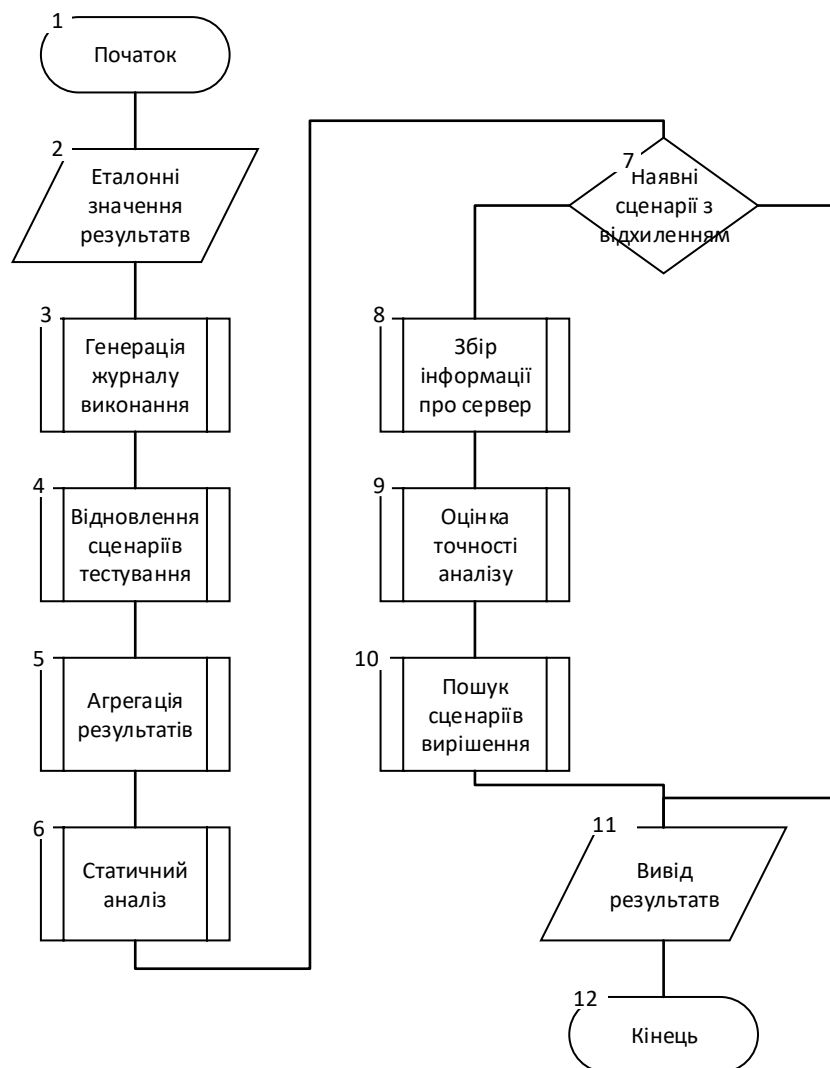 1
Початок
2
Еталонні
значення
результатв
3
Генерація
журналу
виконання
4
Відновлення
сценаріїв
тестування
5
Агрегація
результатів
6
Статичний
аналіз
7
Наявні
сценарії з
відхиленням
8
Збір
інформації
про сервер
9
Оцінка
точності
аналізу
10
Пошук
сценаріїв
вирішення
11
Вивід
результатв
12
Кінець